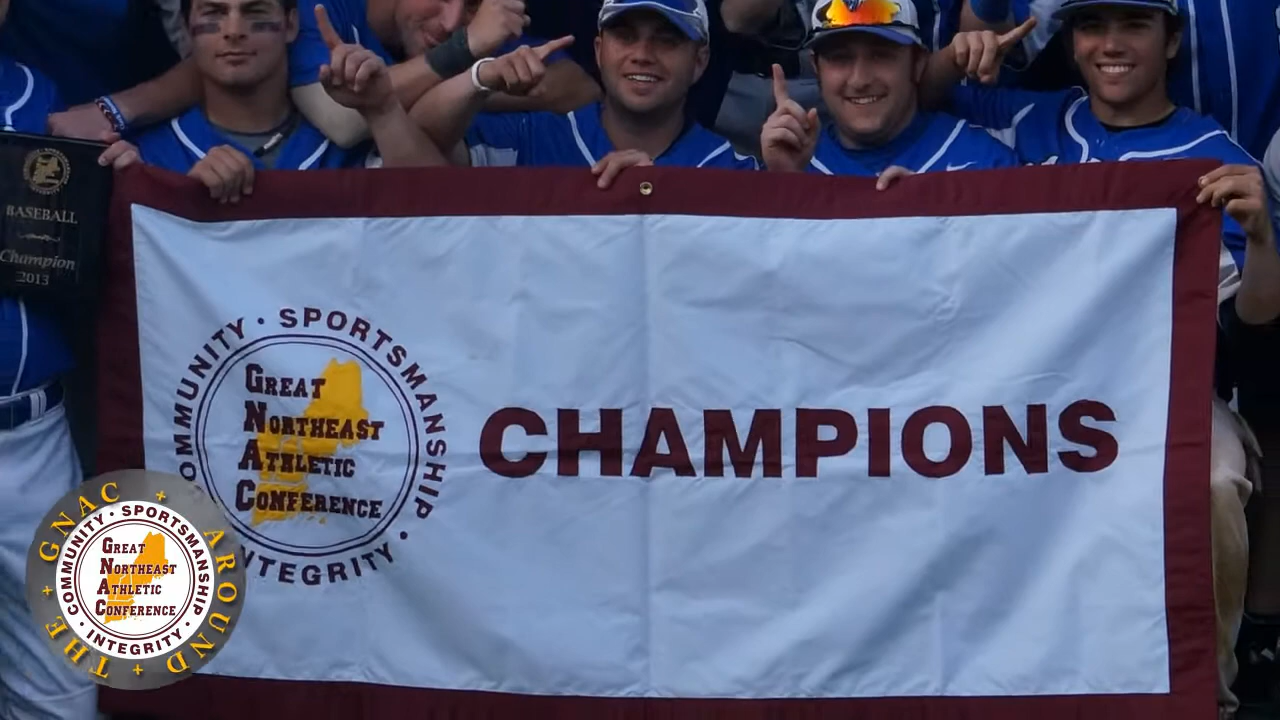 BASEBALL
Champion
2013
COMMUNITY • SPORTSMANSHIP • INTEGRITY
GREAT
NORTHEAST
ATHLETIC
CONFERENCE
CHAMPIONS
THE + GNAC + AROUND +
COMMUNITY • SPORTSMANSHIP • INTEGRITY •
GREAT
NORTHEAST
ATHLETIC
CONFERENCE